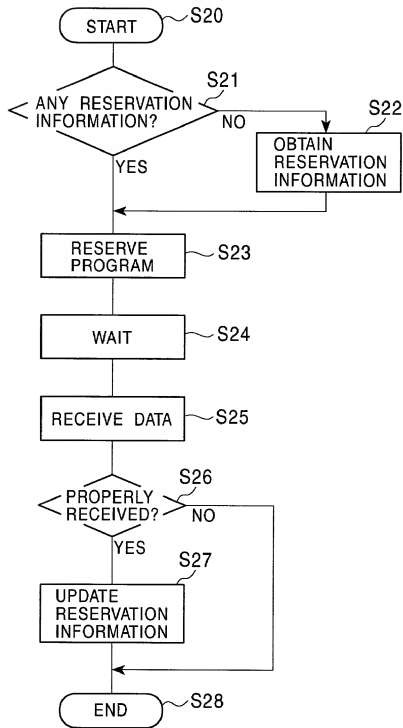 START
S20
ANY RESERVATION
INFORMATION?
S21
NO
YES
S22
OBTAIN
RESERVATION
INFORMATION
RESERVE
PROGRAM
S23
WAIT
S24
RECEIVE DATA
S25
PROPERLY
RECEIVED?
S26
NO
YES
S27
UPDATE
RESERVATION
INFORMATION
END
S28